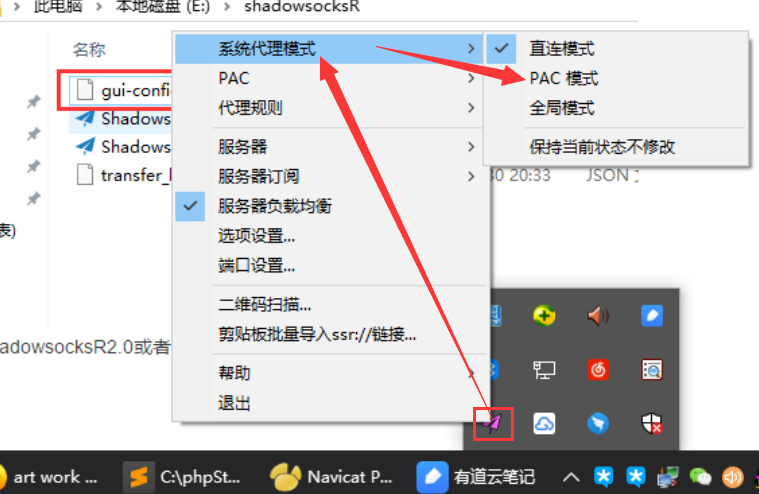 此电脑 > 本地磁盘 (E:) > shadowsocksR
名称
gui-confi
Shadows
Shadows
transfer_l
30 20:33 JSON
表)
adowsocksR2.0或者
系统代理模式
PAC
代理规则
服务器
服务器订阅
服务器负载均衡
选项设置...
端口设置...
二维码扫描...
剪贴板批量导入ssr://链接...
帮助
退出
直连模式
PAC 模式
全局模式
保持当前状态不修改
art work ...
C:\phpSt...
Navicat P...
有道云笔记